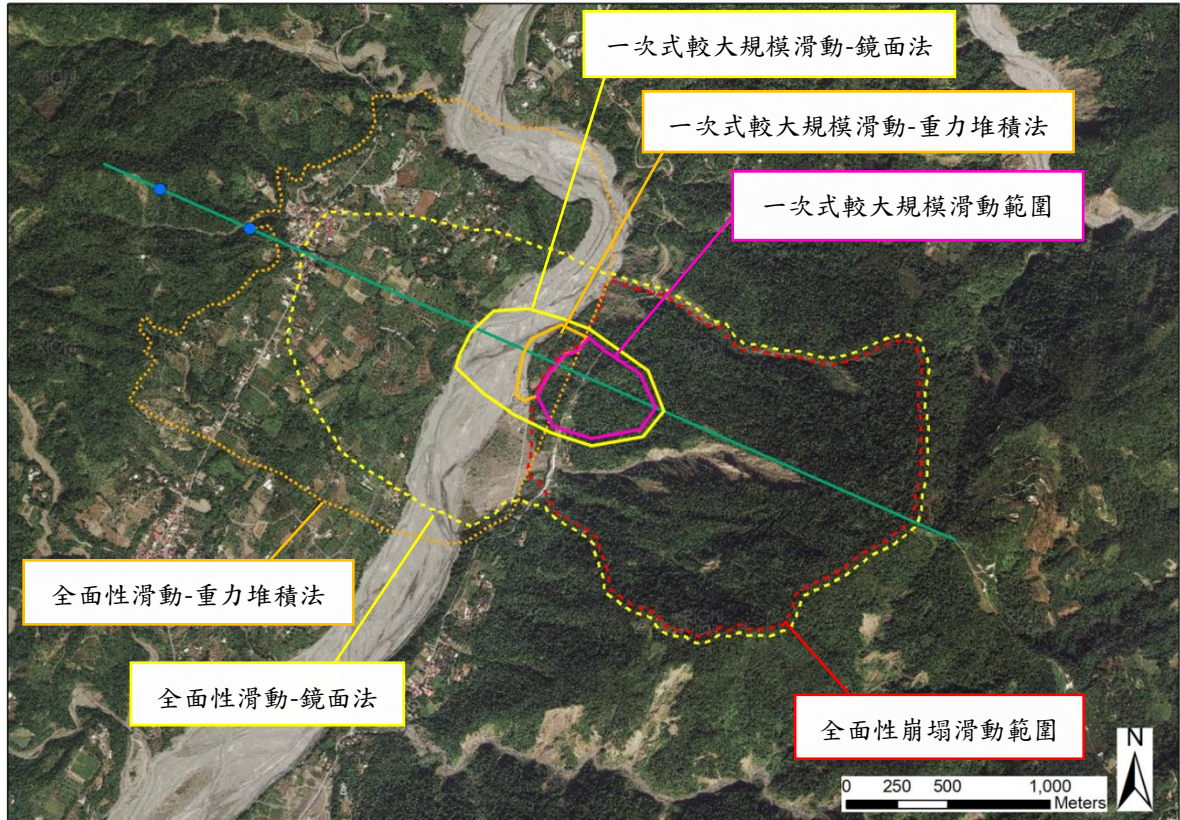 一次式較大規模滑動-鏡面法
一次式較大規模滑動-重力堆積法
一次式較大規模滑動範圍
全面性滑動-重力堆積法
全面性滑動-鏡面法
全面性崩塌滑動範圍
N
0 250 500 1,000
Meters